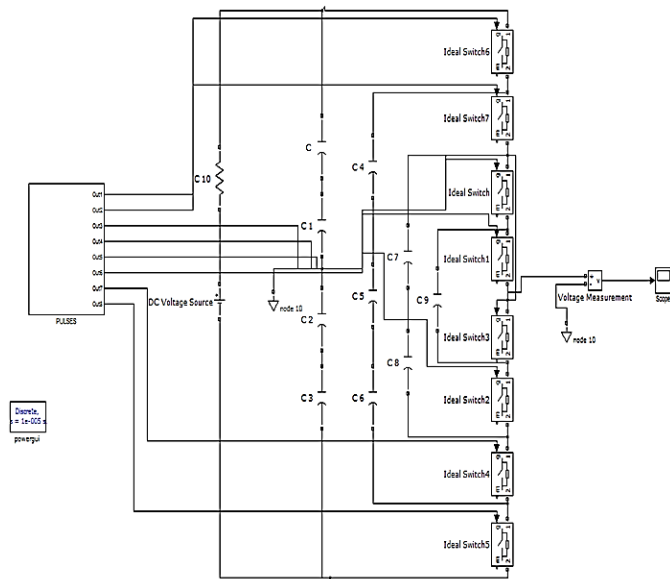 C
Ideal Switch6
Ideal Switch7
C
C 4
C 10
Ideal Switch
Out1
Out2
Out3
Out4
Out5
Out6
Out7
Out8
PULSES
C 1
C 7
Ideal Switch1
DC Voltage Source
node 10
C 5
C 9
C 2
Voltage Measurement
Scope
node 10
Ideal Switch3
C 8
C 3
C 6
Ideal Switch2
Discrete,
s = 1e-005 s
powergui
Ideal Switch4
Ideal Switch5